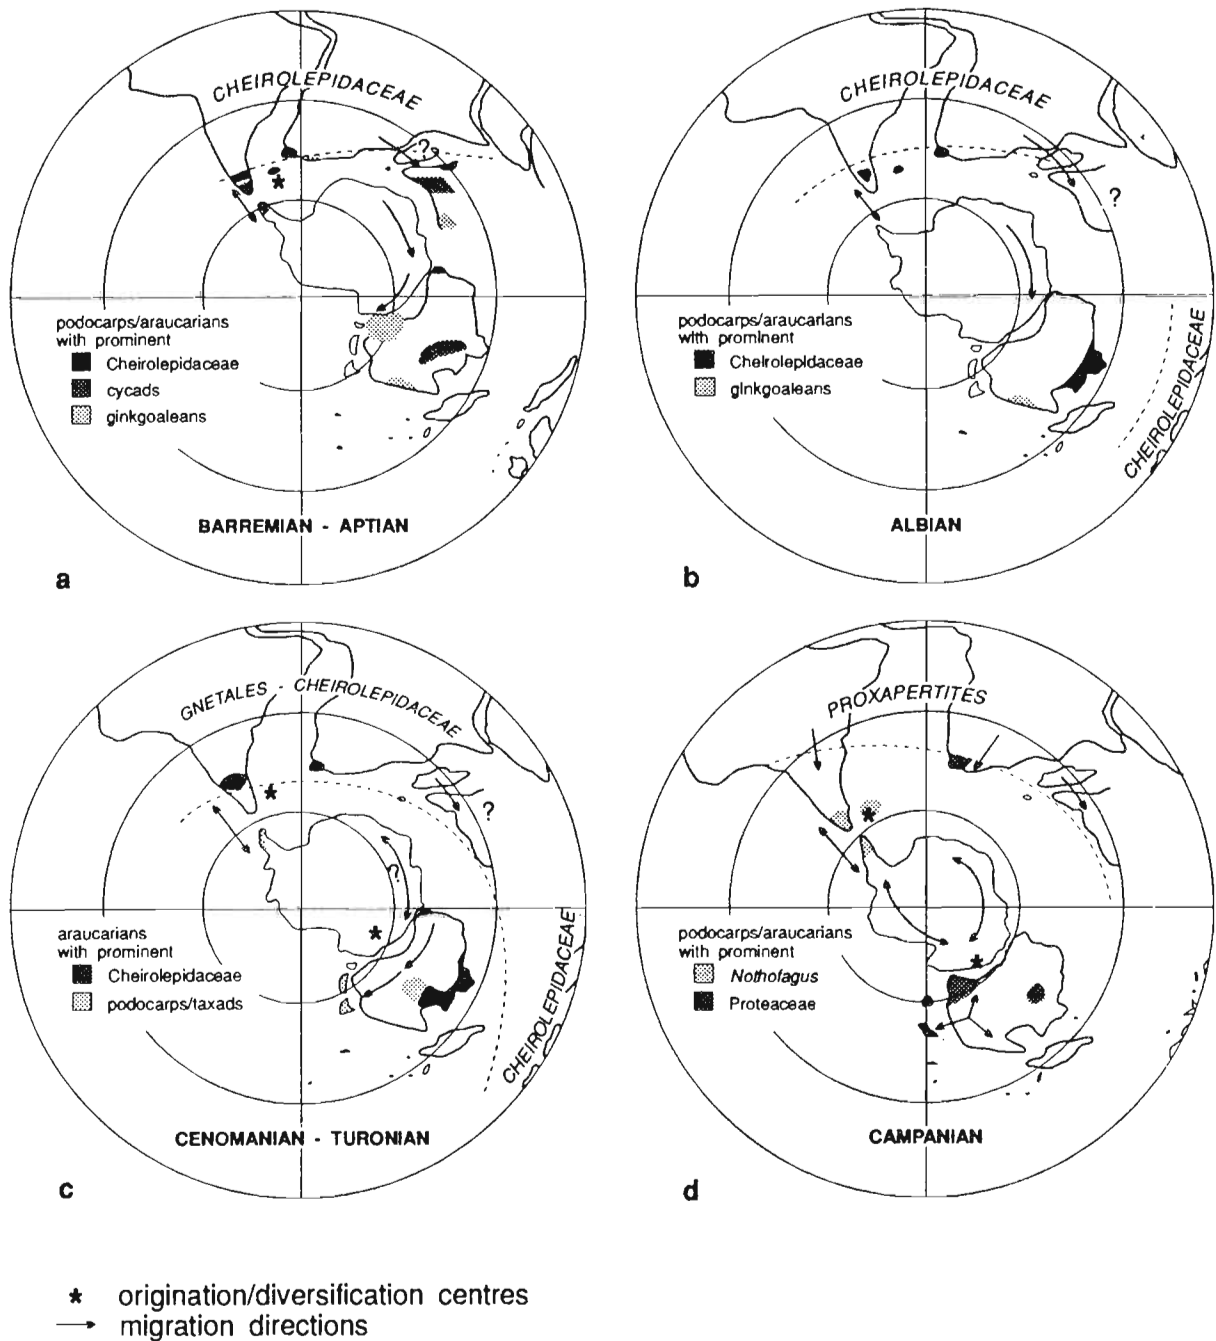 CHEIROLEPIDACEAE
?
podocarps/araucarians
with prominent
Cheirolepidaceae
cycads
ginkgoaleans
BARREMIAN - APTIAN
a
CHEIROLEPIDACEAE
?
podocarps/araucarians
with prominent
Cheirolepidaceae
ginkgoaleans
CHEIROLEPIDACEAE
ALBIAN
b
GNETALES - CHEIROLEPIDACEAE
?
?
araucarians
with prominent
Cheirolepidaceae
podocarps/taxads
CHEIROLEPIDACEAE
CENOMANIAN - TURONIAN
c
PROXAPERTITES
podocarps/araucarians
with prominent
Nothofagus
Proteaceae
CAMPANIAN
d
* origination/diversification centres
→ migration directions